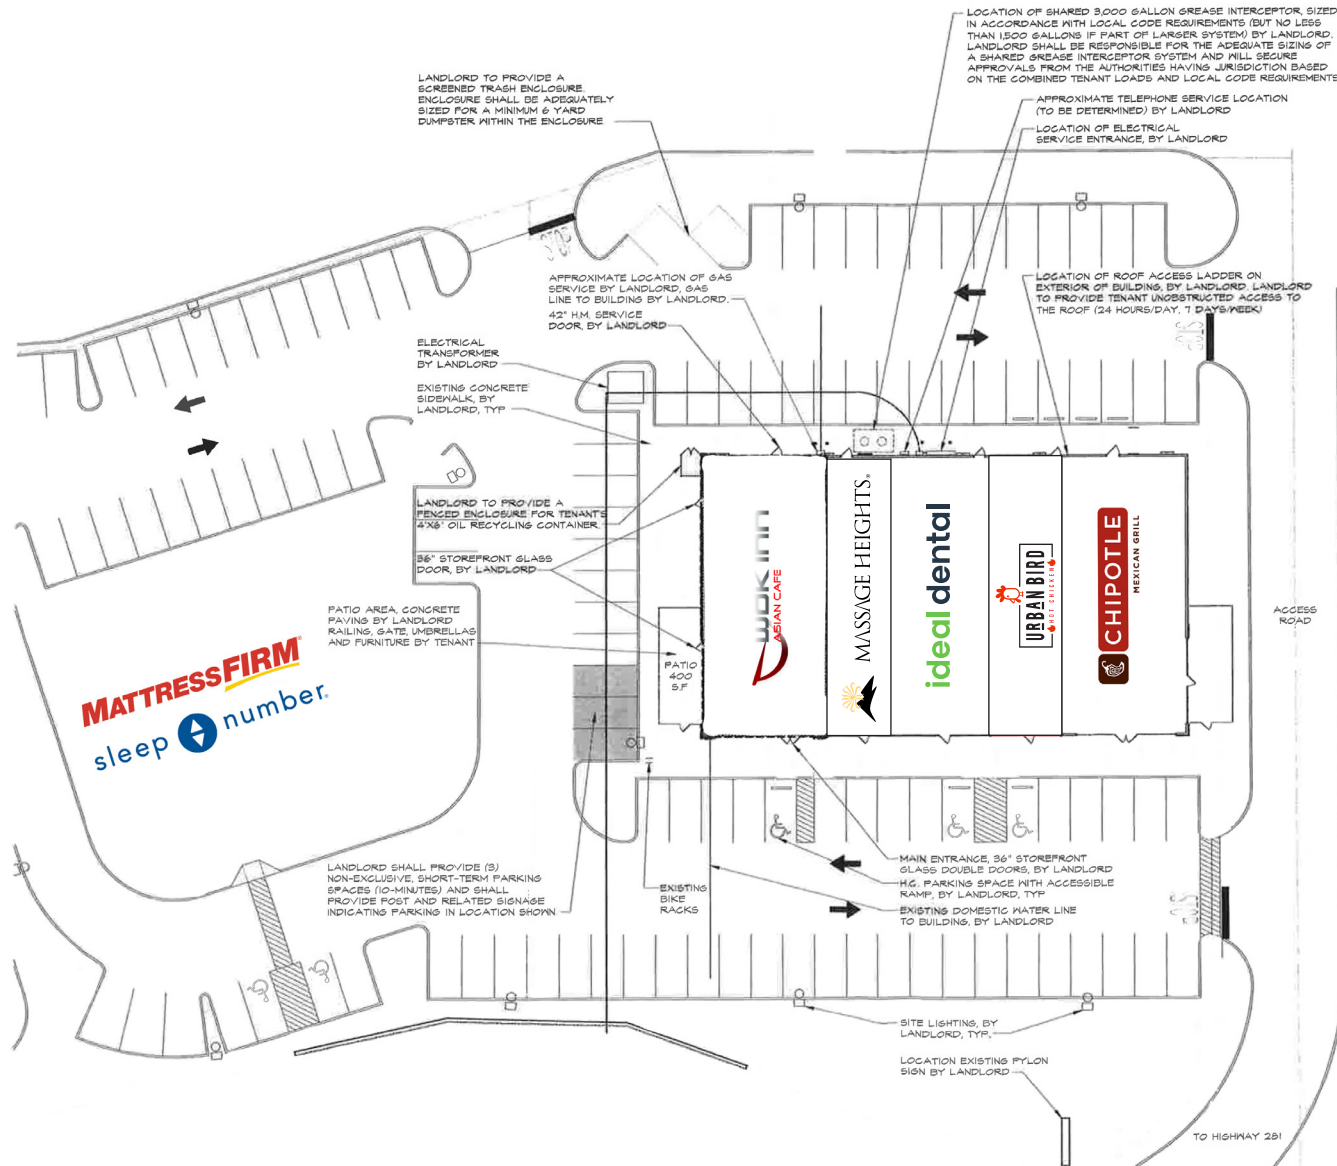 LOCATION OF SHARED 3,000 GALLON GREASE INTERCEPTOR, SIZED
IN ACCORDANCE WITH LOCAL CODE REQUIREMENTS (BUT NO LESS
THAN 1,500 GALLONS IF PART OF LARGER SYSTEM) BY LANDLORD.
LANDLORD SHALL BE RESPONSIBLE FOR THE ADEQUATE SIZING OF
A SHARED GREASE INTERCEPTOR SYSTEM AND WILL SECURE
APPROVALS FROM THE AUTHORITIES HAVING JURISDICTION BASED
ON THE COMBINED TENANT LOADS AND LOCAL CODE REQUIREMENTS
LANDLORD TO PROVIDE A
SCREENED TRASH ENCLOSURE.
ENCLOSURE SHALL BE ADEQUATELY
SIZED FOR A MINIMUM 6 YARD
DUMPSTER WITHIN THE ENCLOSURE
APPROXIMATE TELEPHONE SERVICE LOCATION
(TO BE DETERMINED) BY LANDLORD
LOCATION OF ELECTRICAL
SERVICE ENTRANCE, BY LANDLORD
STOP
APPROXIMATE LOCATION OF GAS
SERVICE BY LANDLORD, GAS
LINE TO BUILDING BY LANDLORD.
42" H.M. SERVICE
DOOR, BY LANDLORD
LOCATION OF ROOF ACCESS LADDER ON
EXTERIOR OF BUILDING, BY LANDLORD. LANDLORD
TO PROVIDE TENANT UNOBSTRUCTED ACCESS TO
THE ROOF (24 HOURS/DAY, 7 DAYS/WEEK)
STOP
ELECTRICAL
TRANSFORMER
BY LANDLORD
EXISTING CONCRETE
SIDEWALK, BY
LANDLORD, TYP
LANDLORD TO PROVIDE A
FENCED ENCLOSURE FOR TENANT'S
4'X6' OIL RECYCLING CONTAINER.
36" STOREFRONT GLASS
DOOR, BY LANDLORD
PATIO AREA, CONCRETE
PAVING BY LANDLORD
RAILING, GATE, UMBRELLAS
AND FURNITURE BY TENANT
PATIO
400
S.F
WOK INN
ASIAN CAFE
MASSAGE HEIGHTS.
ideal dental
URBAN BIRD
HOT CHICKEN
CHIPOTLE
MEXICAN GRILL
ACCESS
ROAD
MATTRESSFIRM
sleep number.
LANDLORD SHALL PROVIDE (3)
NON-EXCLUSIVE, SHORT-TERM PARKING
SPACES (10-MINUTES) AND SHALL
PROVIDE POST AND RELATED SIGNAGE
INDICATING PARKING IN LOCATION SHOWN
EXISTING
BIKE
RACKS
MAIN ENTRANCE, 36" STOREFRONT
GLASS DOUBLE DOORS, BY LANDLORD
H.C. PARKING SPACE WITH ACCESSIBLE
RAMP, BY LANDLORD, TYP
EXISTING DOMESTIC WATER LINE
TO BUILDING, BY LANDLORD
STOP
SITE LIGHTING, BY
LANDLORD, TYP.
LOCATION EXISTING PYLON
SIGN BY LANDLORD
TO HIGHWAY 281